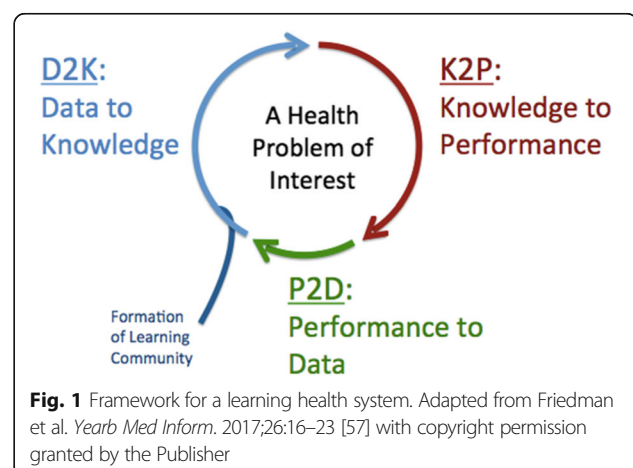 D2K:
Data to
Knowledge
A Health
Problem of
Interest
K2P:
Knowledge to
Performance
P2D:
Performance to
Data
Formation
of Learning
Community
Fig. 1 Framework for a learning health system. Adapted from Friedman
et al. Yearb Med Inform. 2017;26:16–23 [57] with copyright permission
granted by the Publisher